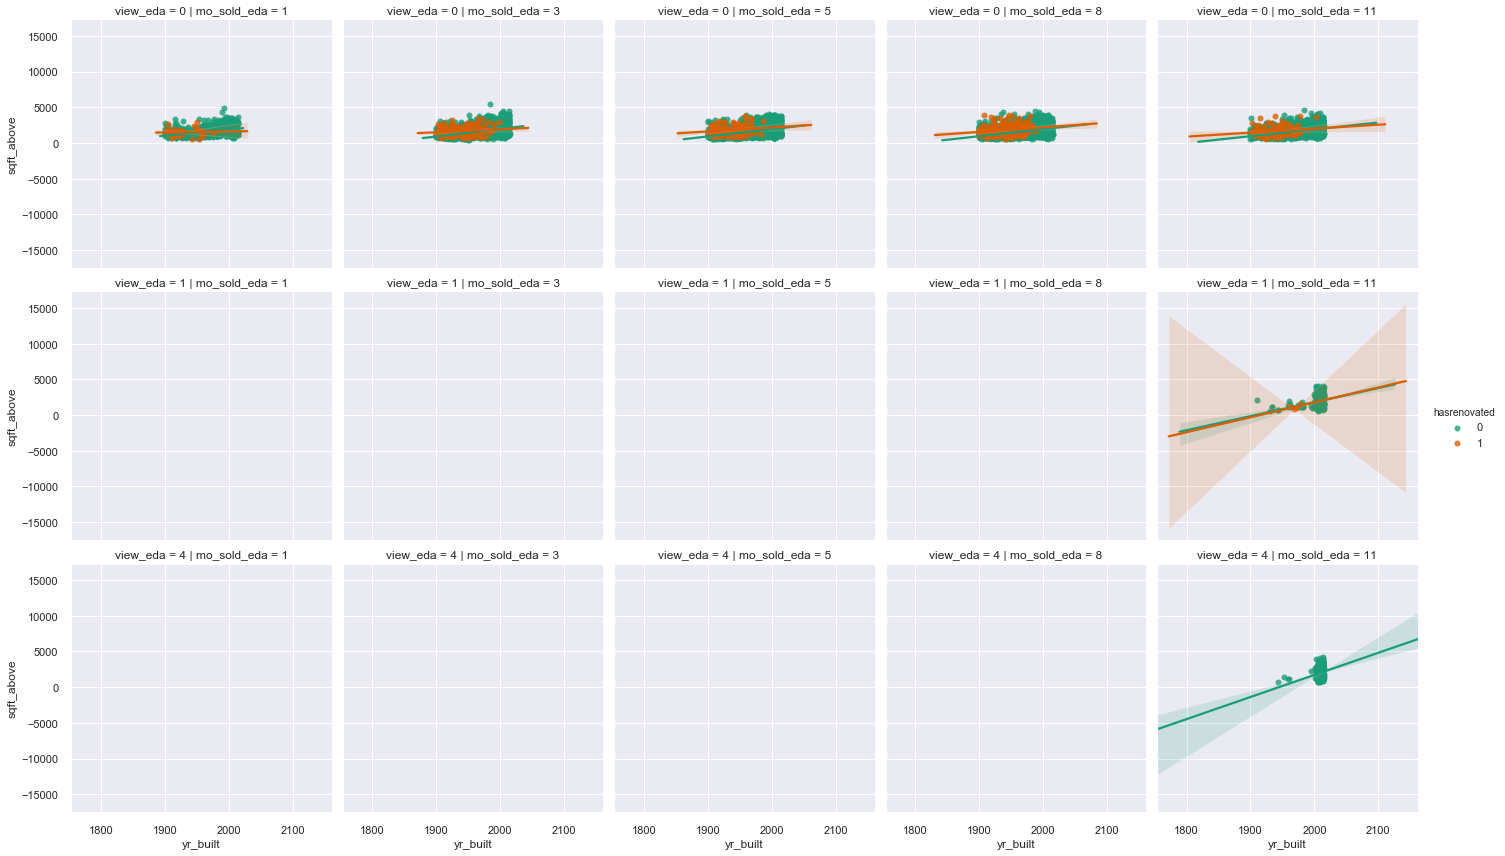 view_eda = 0 | mo_sold_eda = 1
view_eda = 0 | mo_sold_eda = 3
view_eda = 0 | mo_sold_eda = 5
view_eda = 0 | mo_sold_eda = 8
view_eda = 0 | mo_sold_eda = 11
15000
10000
5000
0
−5000
−10000
−15000
sqft_above
view_eda = 1 | mo_sold_eda = 1
view_eda = 1 | mo_sold_eda = 3
view_eda = 1 | mo_sold_eda = 5
view_eda = 1 | mo_sold_eda = 8
view_eda = 1 | mo_sold_eda = 11
15000
10000
5000
0
−5000
−10000
−15000
sqft_above
hasrenovated
0
1
view_eda = 4 | mo_sold_eda = 1
view_eda = 4 | mo_sold_eda = 3
view_eda = 4 | mo_sold_eda = 5
view_eda = 4 | mo_sold_eda = 8
view_eda = 4 | mo_sold_eda = 11
15000
10000
5000
0
−5000
−10000
−15000
sqft_above
1800 1900 2000 2100
1800 1900 2000 2100
1800 1900 2000 2100
1800 1900 2000 2100
1800 1900 2000 2100
yr_built
yr_built
yr_built
yr_built
yr_built